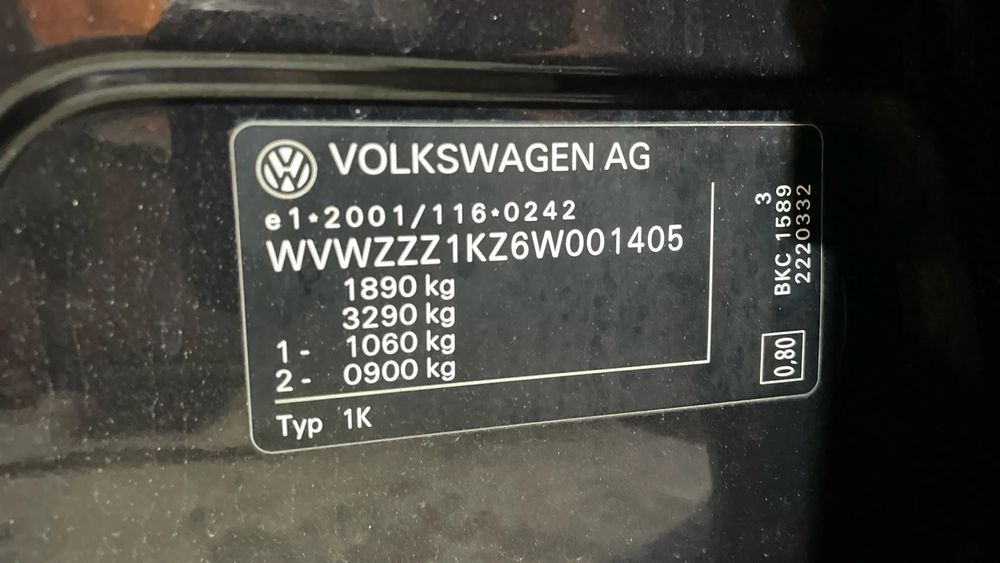 VOLKSWAGEN AG
e1*2001/116*0242
WVWZZZ1KZ6W001405
1890 kg
3290 kg
1 - 1060 kg
2 - 0900 kg
Typ 1K
3
BKC 1589
2220332
0,80